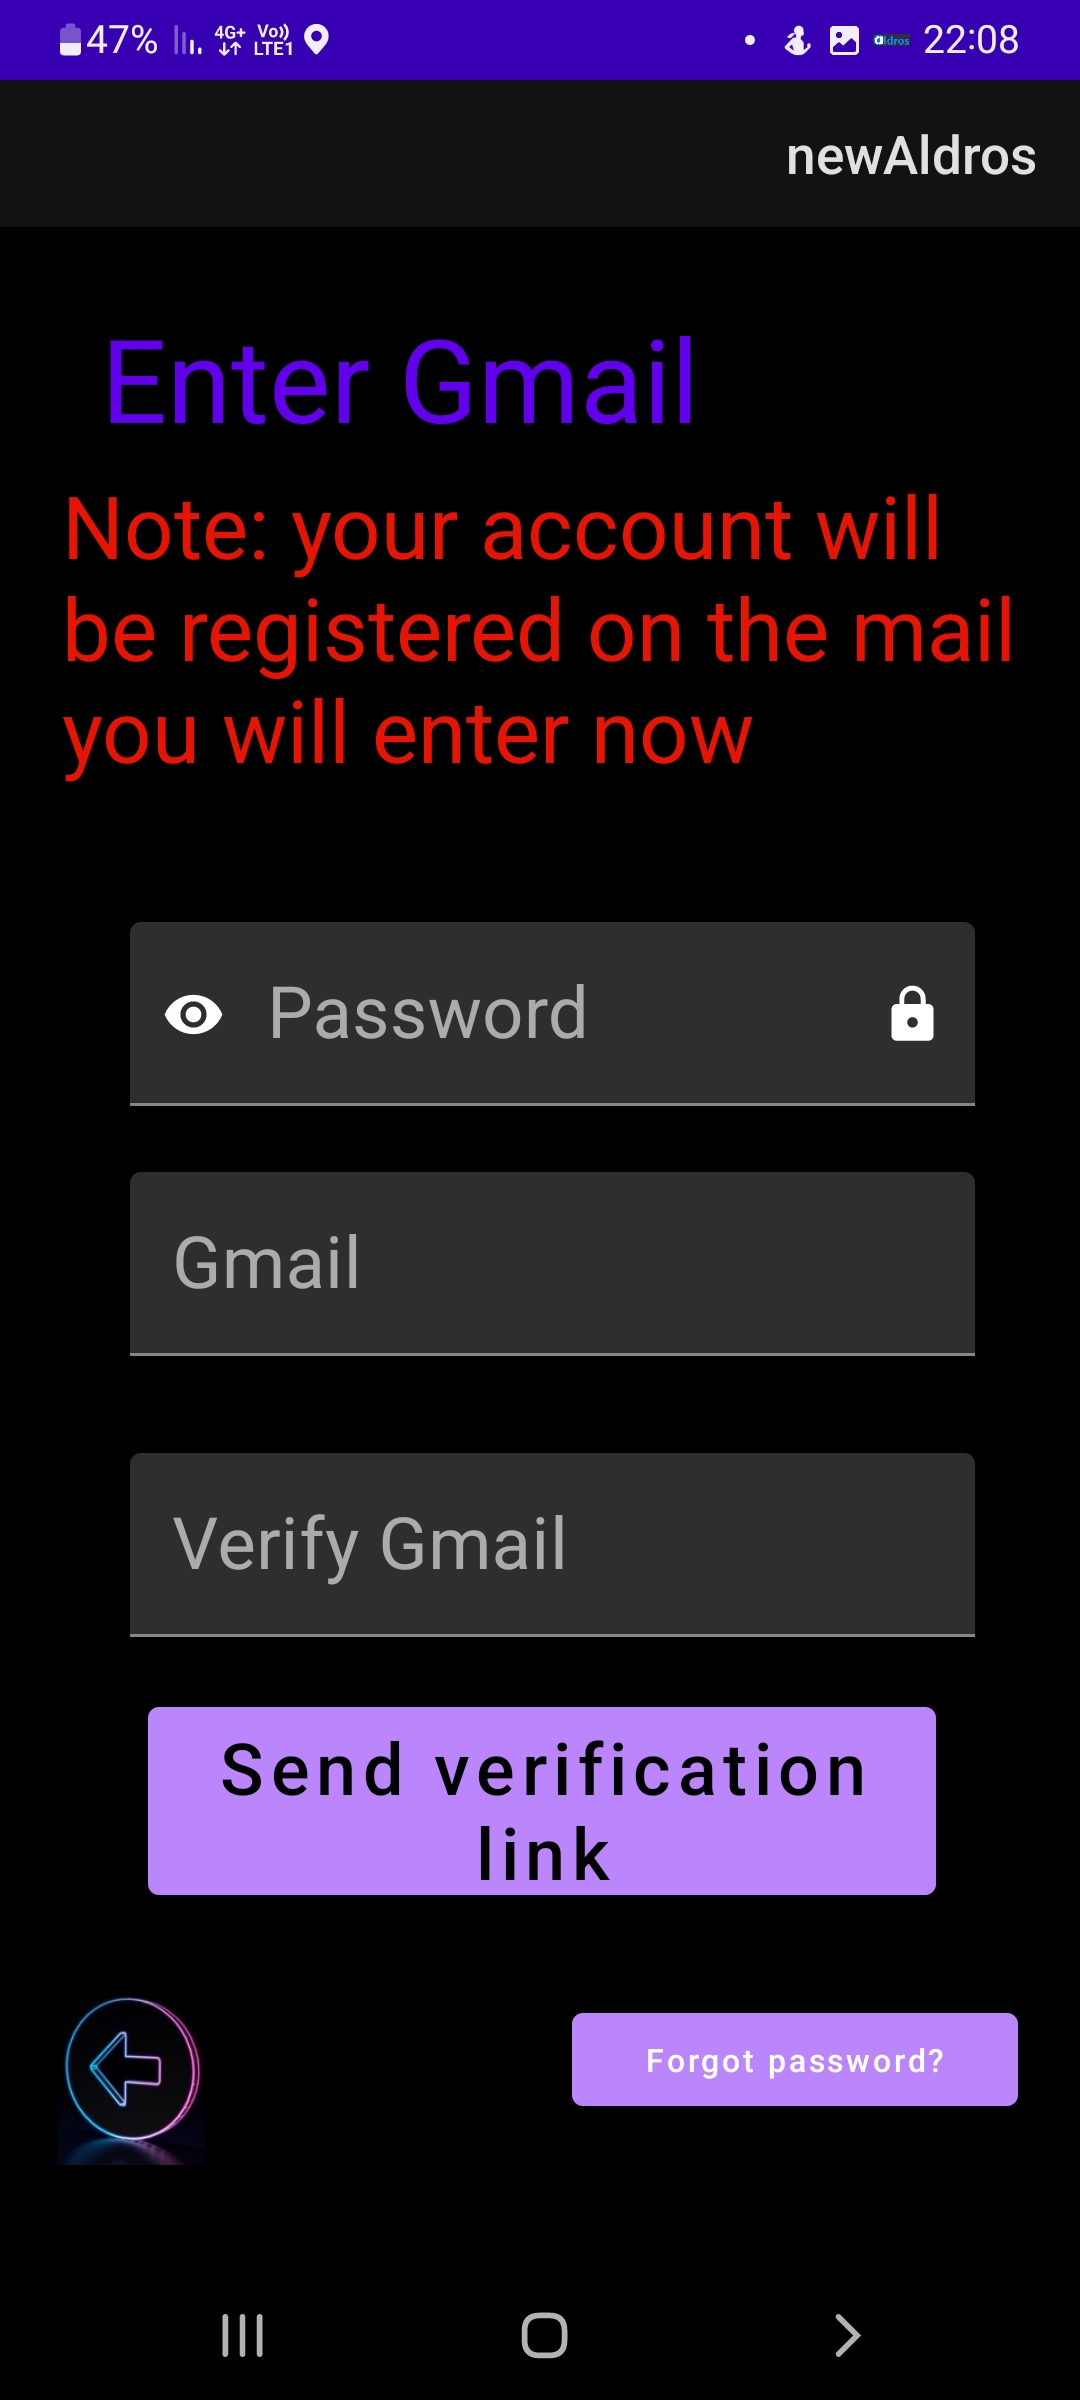 47% 4G+ Vo)) LTE1 aldros 22:08
newAldros
Enter Gmail
Note: your account will
be registered on the mail
you will enter now
Password
Gmail
Verify Gmail
Send verification
link
Forgot password?